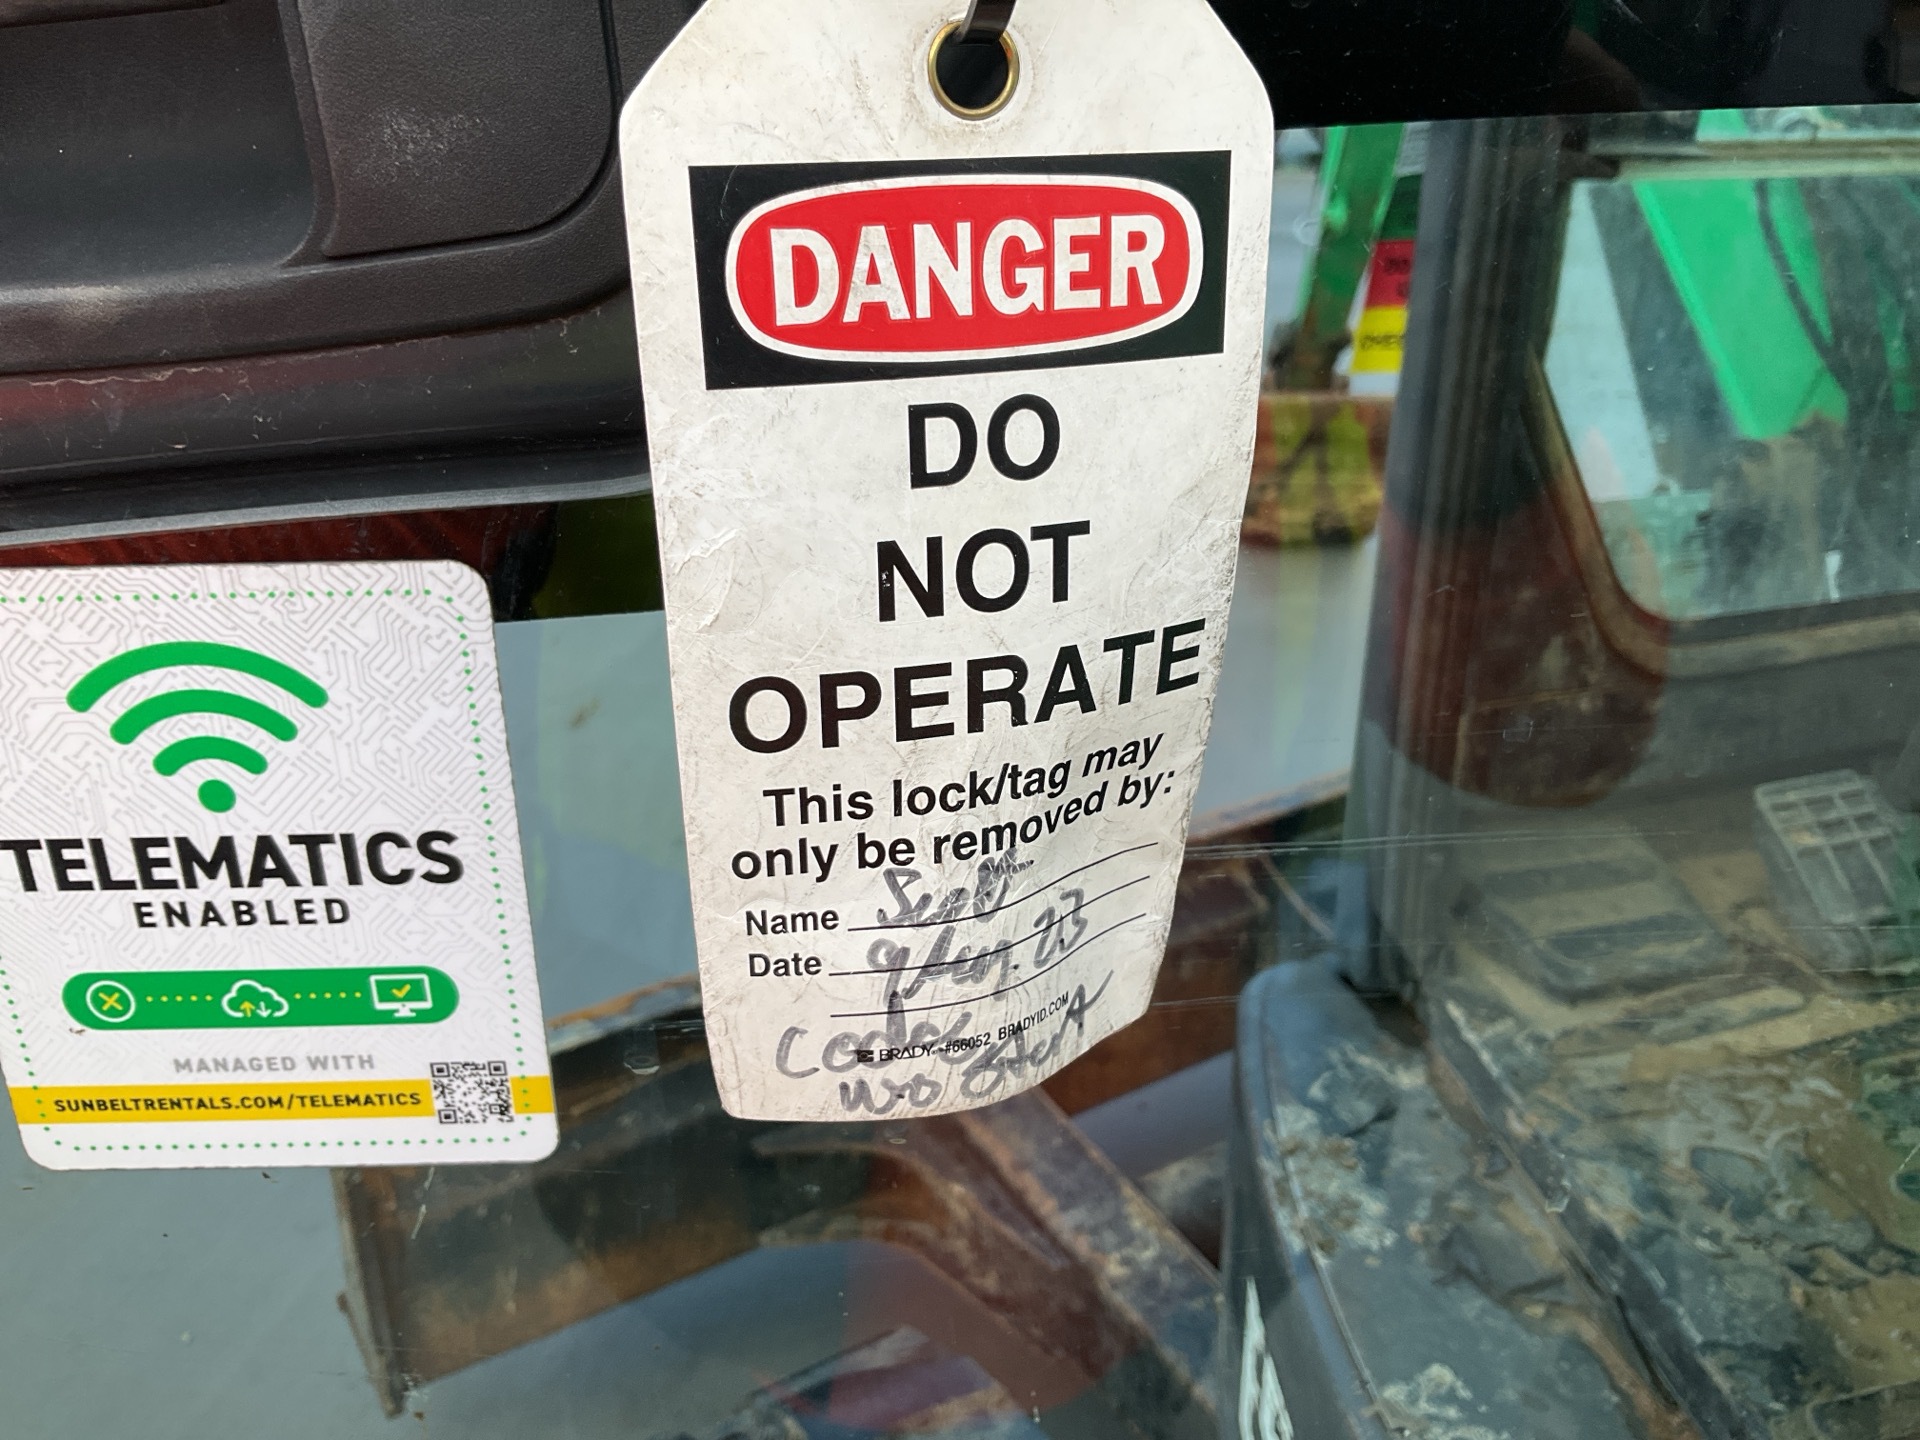 DANGER
DO
NOT
OPERATE
This lock/tag may
only be removed by:
Name
Date 23
BRADY #66052 BRADYID.COM
TELEMATICS
ENABLED
MANAGED WITH
SUNBELTRENTALS.COM/TELEMATICS